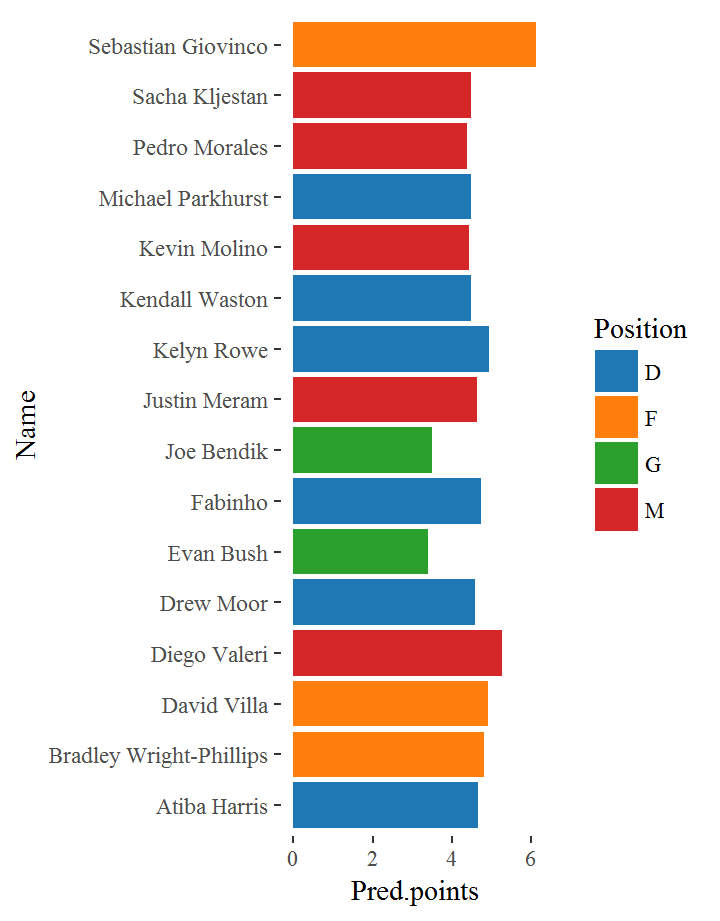 Sebastian Giovinco
Sacha Kljestan
Pedro Morales
Michael Parkhurst
Kevin Molino
Kendall Waston
Kelyn Rowe
Justin Meram
Joe Bendik
Fabinho
Evan Bush
Drew Moor
Diego Valeri
David Villa
Bradley Wright-Phillips
Atiba Harris
Name
0 2 4 6
Pred.points
Position
D
F
G
M